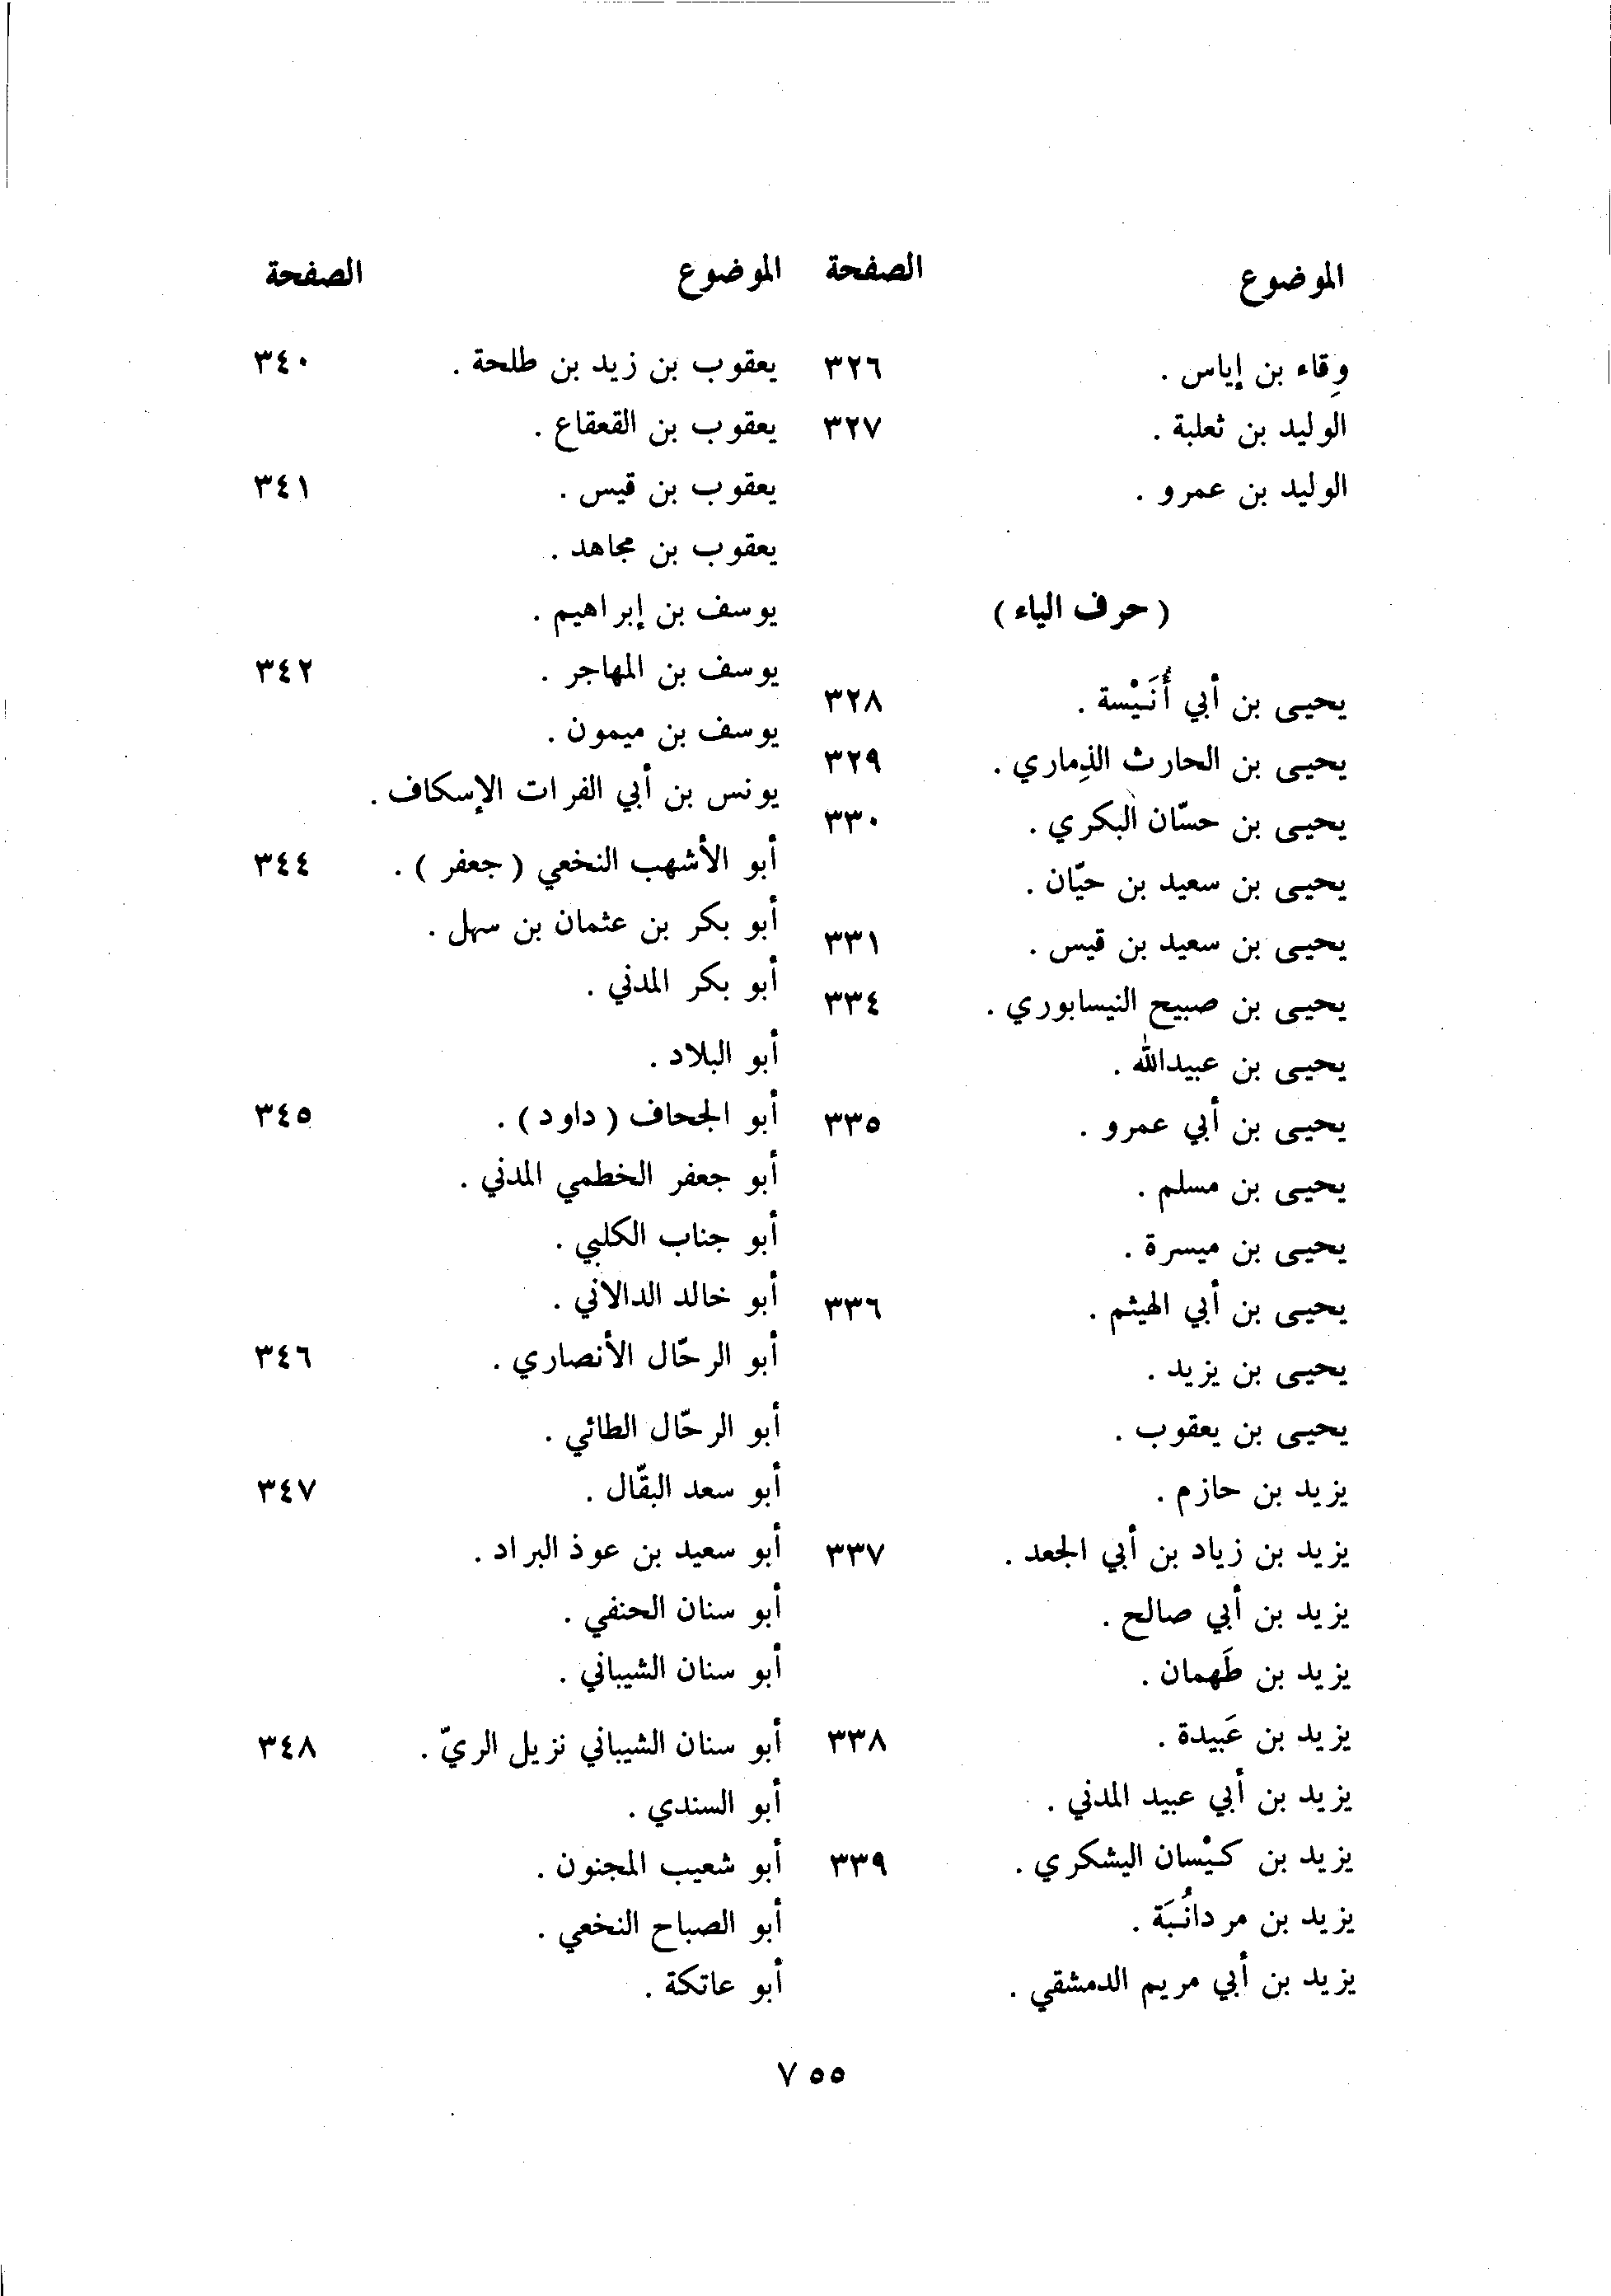 الموضوع الصفحة
وِقاء بن إياس . ٣٢٦
الوليد بن ثعلبة . ٣٢٧
الوليد بن عمرو .
( حرف الياء )
يحيى بن أبي أُنَيْسة . ٣٢٨
يحيى بن الحارث الذِماري . ٣٢٩
يحيى بن حسّان البكري . ٣٣٠
يحيى بن سعيد بن حيّان .
يحيى بن سعيد بن قيس . ٣٣١
يحيى بن صبيح النيسابوري . ٣٣٤
يحيى بن عبيدالله .
يحيى بن أبي عمرو . ٣٣٥
يحيى بن مسلم .
يحيى بن ميسرة .
يحيى بن أبي الهيثم . ٣٣٦
يحيى بن يزيد .
يحيى بن يعقوب .
يزيد بن حازم .
يزيد بن زياد بن أبي الجعد . ٣٣٧
يزيد بن أبي صالح .
يزيد بن طَهمان .
يزيد بن عَبيدة . ٣٣٨
يزيد بن أبي عبيد المدني .
يزيد بن كيْسان اليشكري . ٣٣٩
يزيد بن مردانُبَة .
يزيد بن أبي مريم الدمشقي .
الموضوع الصفحة
يعقوب بن زيد بن طلحة . ٣٤٠
يعقوب بن القعقاع .
يعقوب بن قيس . ٣٤١
يعقوب بن مجاهد .
يوسف بن إبراهيم .
يوسف بن المهاجر . ٣٤٢
يوسف بن ميمون .
يونس بن أبي الفرات الإسكاف .
أبو الأشهب النخعي ( جعفر ) . ٣٤٤
أبو بكر بن عثمان بن سهل .
أبو بكر المدني .
أبو البلاد .
أبو الجحاف ( داود ) . ٣٤٥
أبو جعفر الخطمي المدني .
أبو جناب الكلبي .
أبو خالد الدالاني .
أبو الرحّال الأنصاري . ٣٤٦
أبو الرحّال الطائي .
أبو سعد البقّال . ٣٤٧
أبو سعيد بن عوذ البراد .
أبو سنان الحنفي .
أبو سنان الشيباني .
أبو سنان الشيباني نزيل الريّ . ٣٤٨
أبو السندي .
أبو شعيب المجنون .
أبو الصباح النخعي .
أبو عاتكة .
٧٥٥